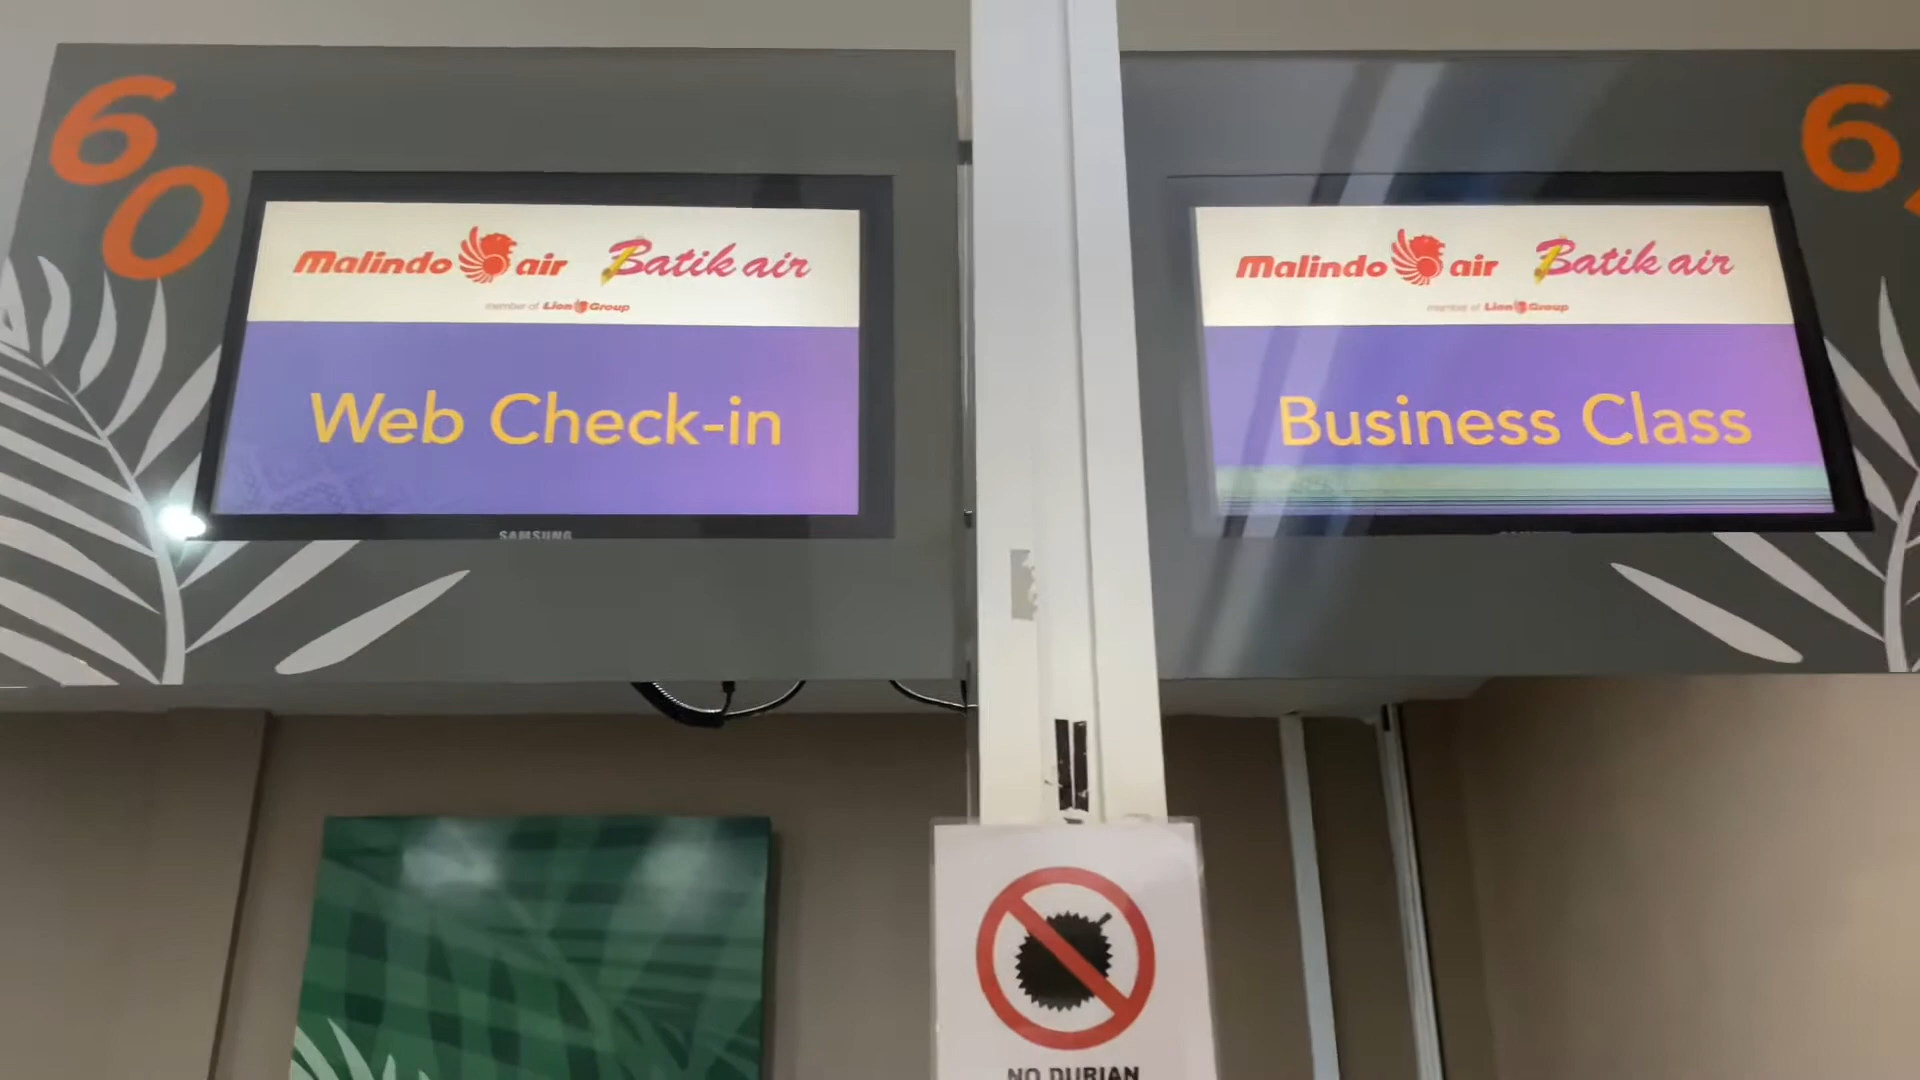 60
Malindo air Batik air
member of Lion Group
Web Check-in
SAMSUNG
6
Malindo air Batik air
member of Lion Group
Business Class
NO DURIAN